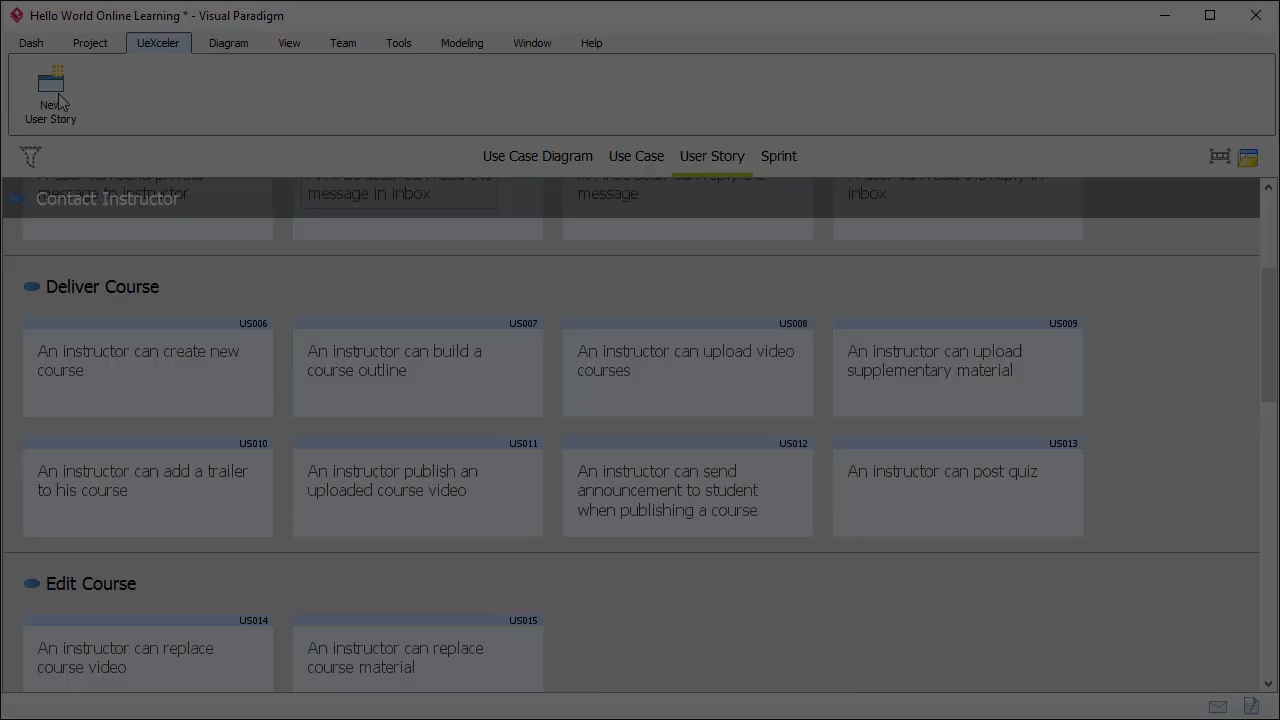 Hello World Online Learning * - Visual Paradigm
Dash Project UeXceler Diagram View Team Tools Modeling Window Help
New
User Story
Use Case Diagram Use Case User Story Sprint
Contact Instructor
message to instructor
message in inbox
message
inbox
Deliver Course
US006
An instructor can create new
course
US007
An instructor can build a
course outline
US008
An instructor can upload video
courses
US009
An instructor can upload
supplementary material
US010
An instructor can add a trailer
to his course
US011
An instructor publish an
uploaded course video
US012
An instructor can send
announcement to student
when publishing a course
US013
An instructor can post quiz
Edit Course
US014
An instructor can replace
course video
US015
An instructor can replace
course material